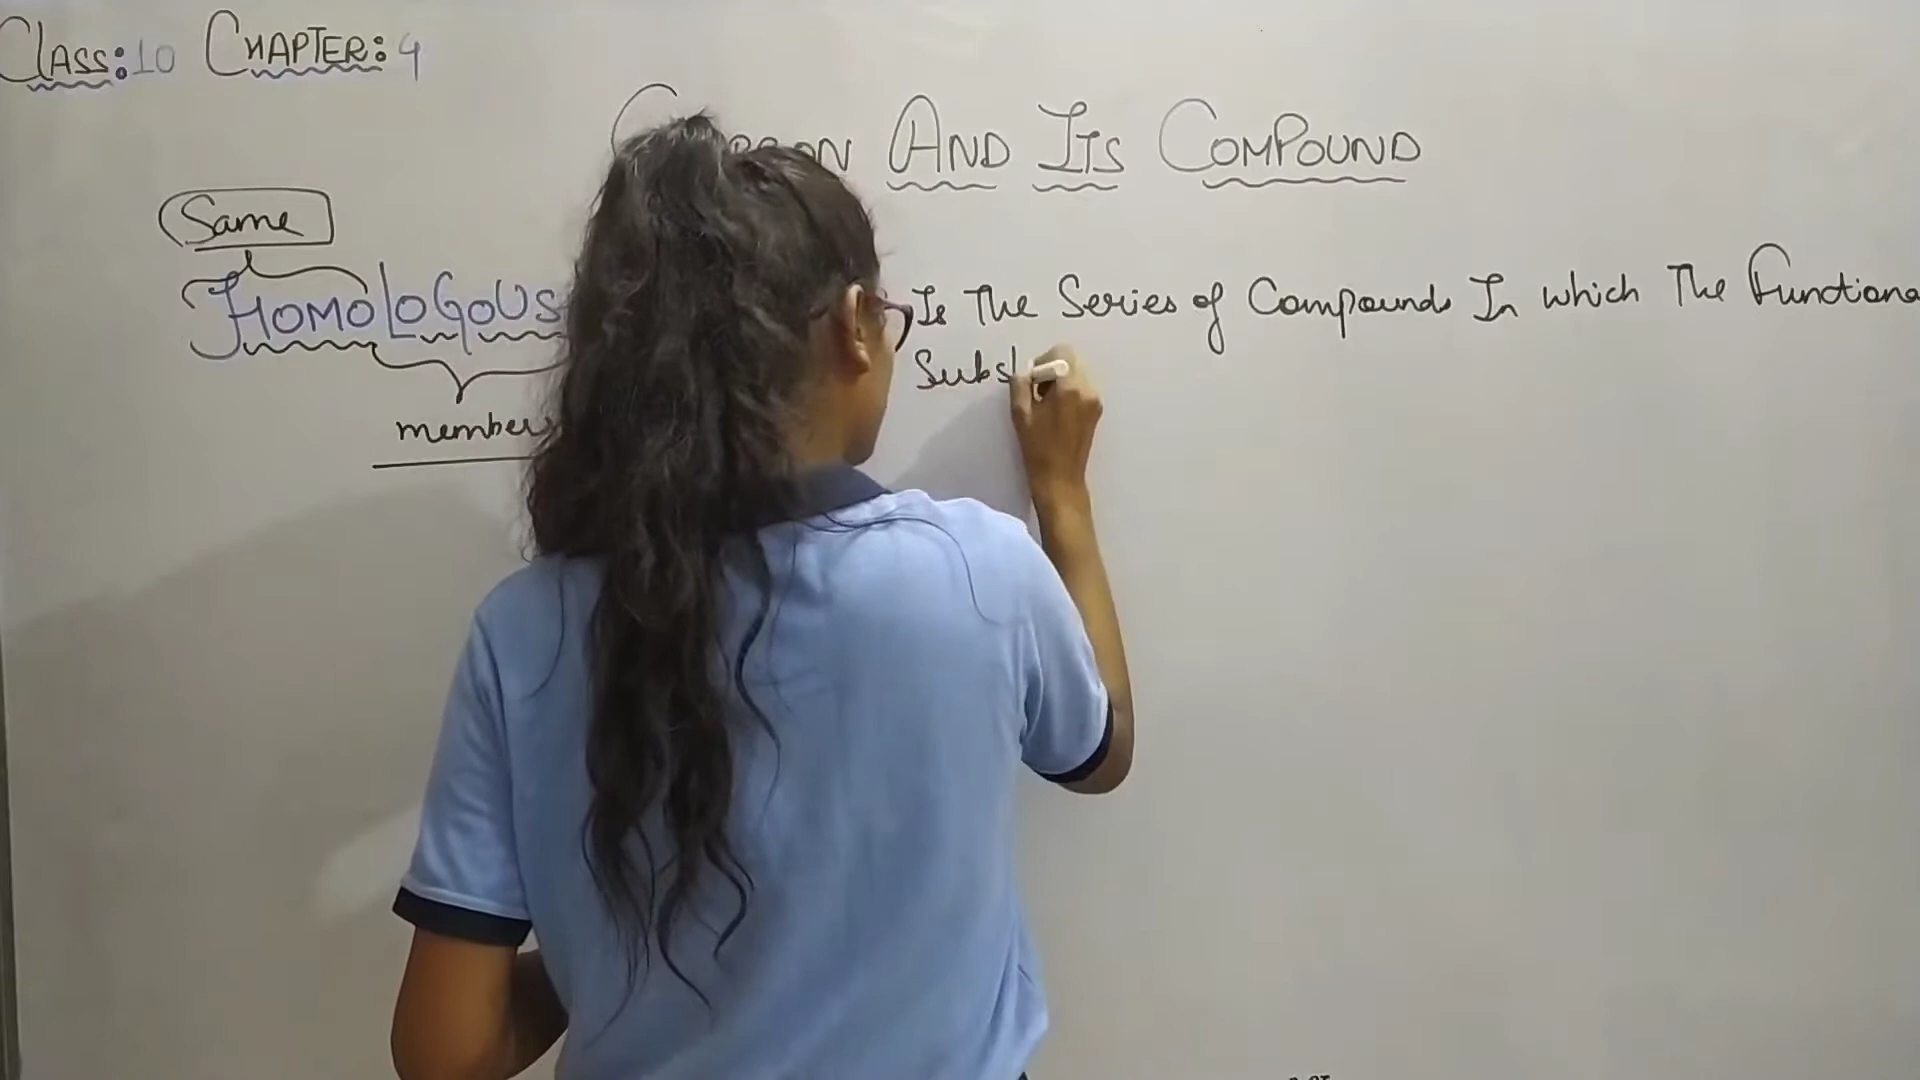 CLASS:10 CHAPTER:4
AND ITS COMPOUND
Same
HOMOLOGOUS
Is The Series of Compounds In which The Functiona
Subs
member